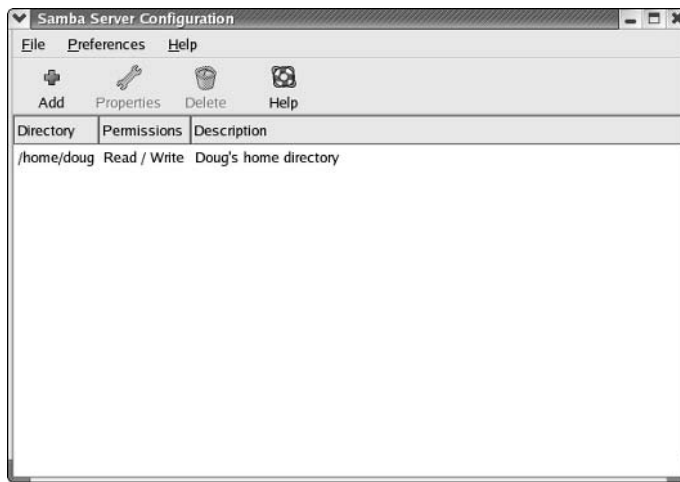 Samba Server Configuration
File Preferences Help
Add Properties Delete Help
Directory Permissions Description
/home/doug Read / Write Doug's home directory